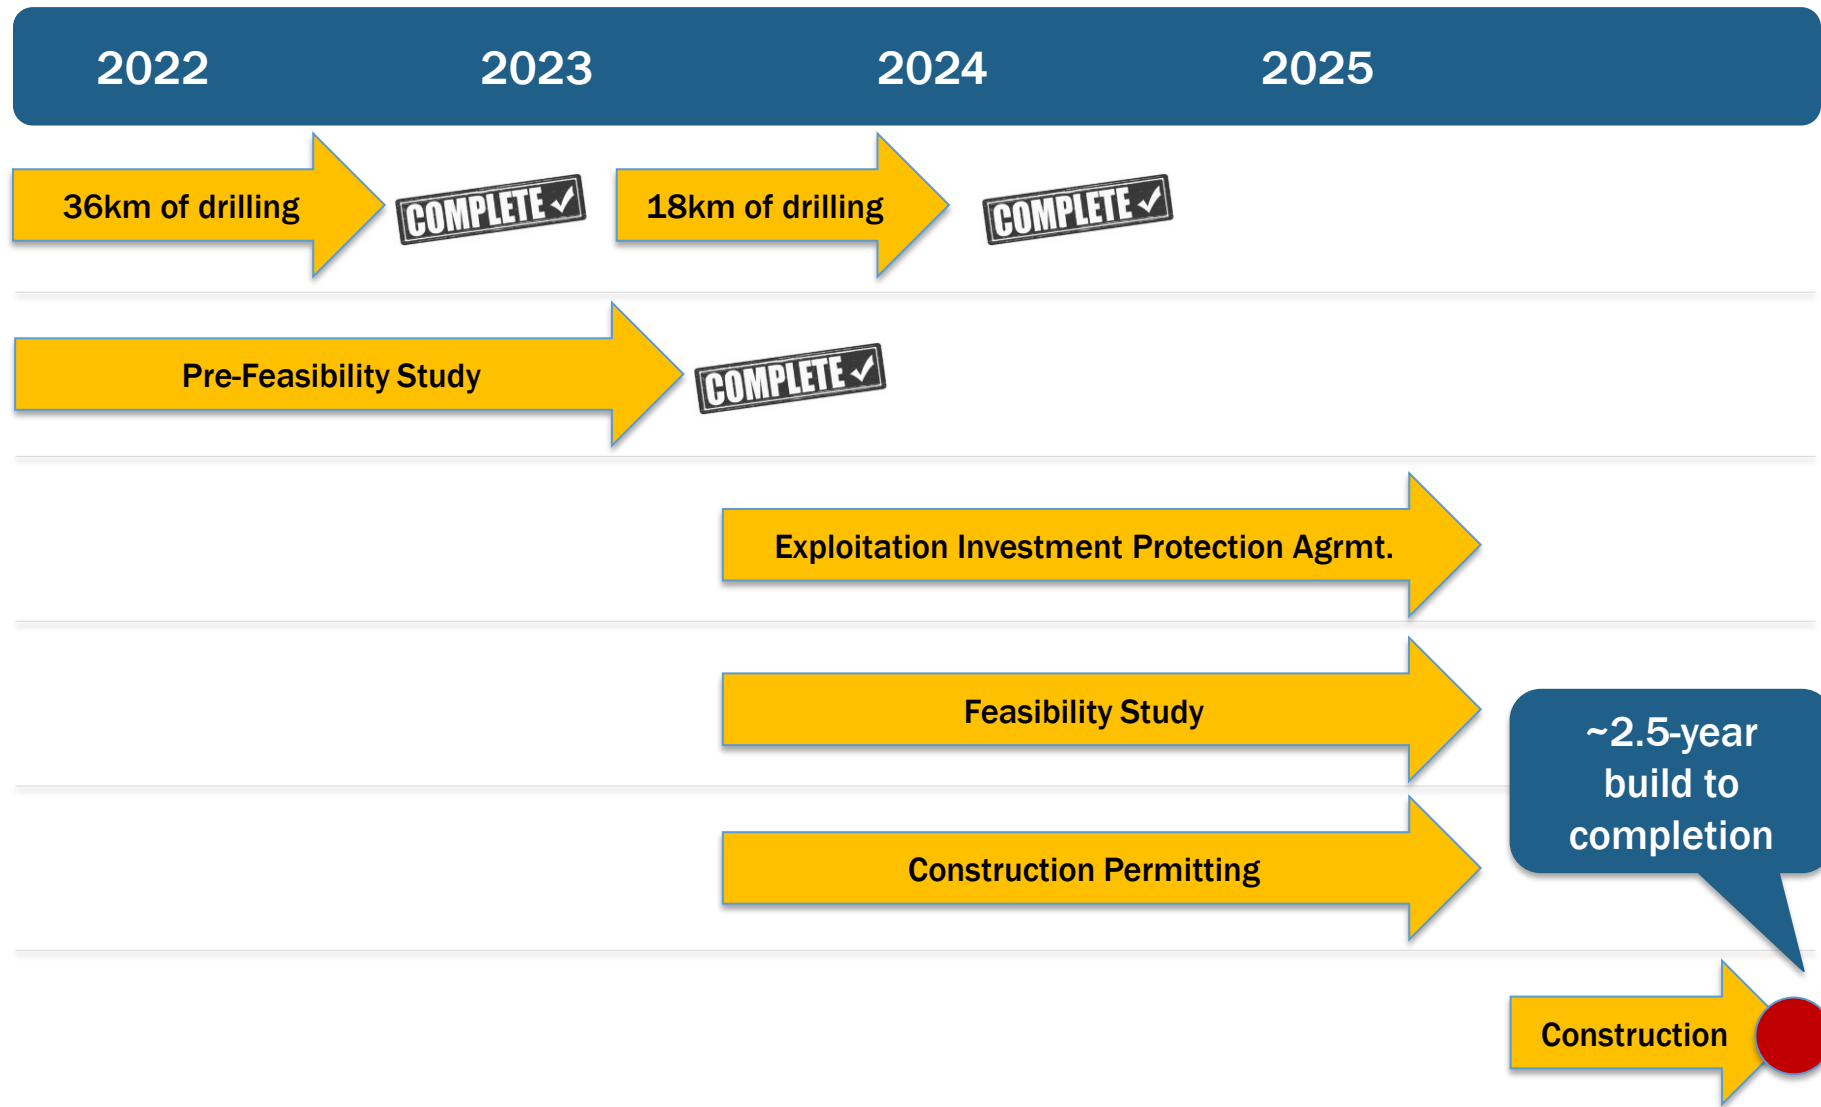 2022 2023 2024 2025
36km of drilling COMPLETE 18km of drilling COMPLETE
Pre-Feasibility Study COMPLETE
Exploitation Investment Protection Agrmt.
Feasibility Study
~2.5-year
build to
completion
Construction Permitting
Construction